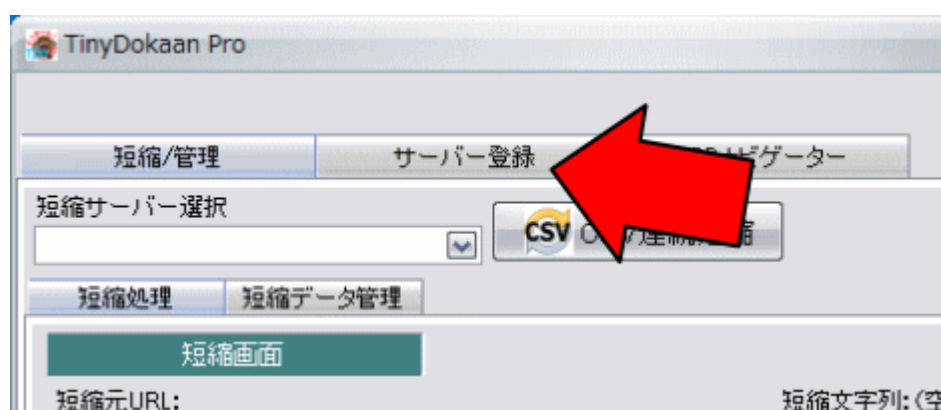 TinyDokaan Pro
短縮/管理
サーバー登録
ビゲーター
短縮サーバー選択
CSV
短縮処理
短縮データ管理
短縮画面
短縮元URL:
短縮文字列:(空